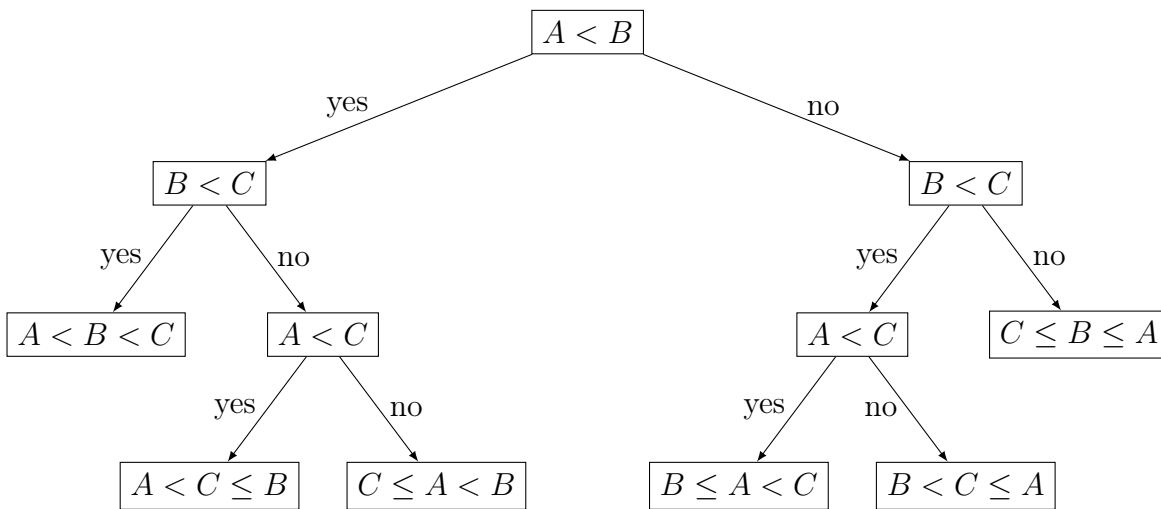 A < B
yes
no
B < C
B < C
yes
no
yes
no
A < B < C
A < C
A < C
C ≤ B ≤ A
yes
no
yes
no
A < C ≤ B
C ≤ A < B
B ≤ A < C
B < C ≤ A